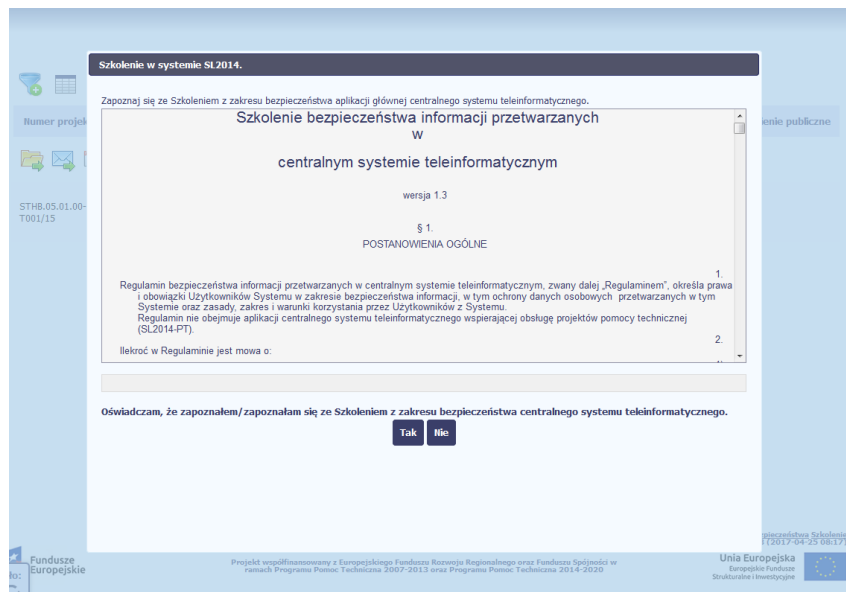 Szkolenie w systemie SL2014.
Zapoznaj się ze Szkoleniem z zakresu bezpieczeństwa aplikacji głównej centralnego systemu teleinformatycznego.
Szkolenie bezpieczeństwa informacji przetwarzanych
w
centralnym systemie teleinformatycznym
wersja 1.3
§ 1.
POSTANOWIENIA OGÓLNE
1.
Regulamin bezpieczeństwa informacji przetwarzanych w centralnym systemie teleinformatycznym, zwany dalej „Regulaminem”, określa prawa
i obowiązki Użytkowników Systemu w zakresie bezpieczeństwa informacji, w tym ochrony danych osobowych przetwarzanych w tym
Systemie oraz zasady, zakres i warunki korzystania przez Użytkowników z Systemu.
Regulamin nie obejmuje aplikacji centralnego systemu teleinformatycznego wspierającej obsługę projektów pomocy technicznej
(SL2014-PT).
2.
Ilekroć w Regulaminie jest mowa o:
Oświadczam, że zapoznałem/zapoznałam się ze Szkoleniem z zakresu bezpieczeństwa centralnego systemu teleinformatycznego.
Tak Nie
Numer projek
enie publiczne
STHB.05.01.00-
T001/15
Szkolenie
(2017-04-25 08:17)
Fundusze
Europejskie
Projekt współfinansowany z Europejskiego Funduszu Rozwoju Regionalnego oraz Funduszu Spójności w
ramach Programu Pomoc Techniczna 2007-2013 oraz Programu Pomoc Techniczna 2014-2020
Unia Europejska
Europejskie Fundusze
Strukturalne i Inwestycyjne